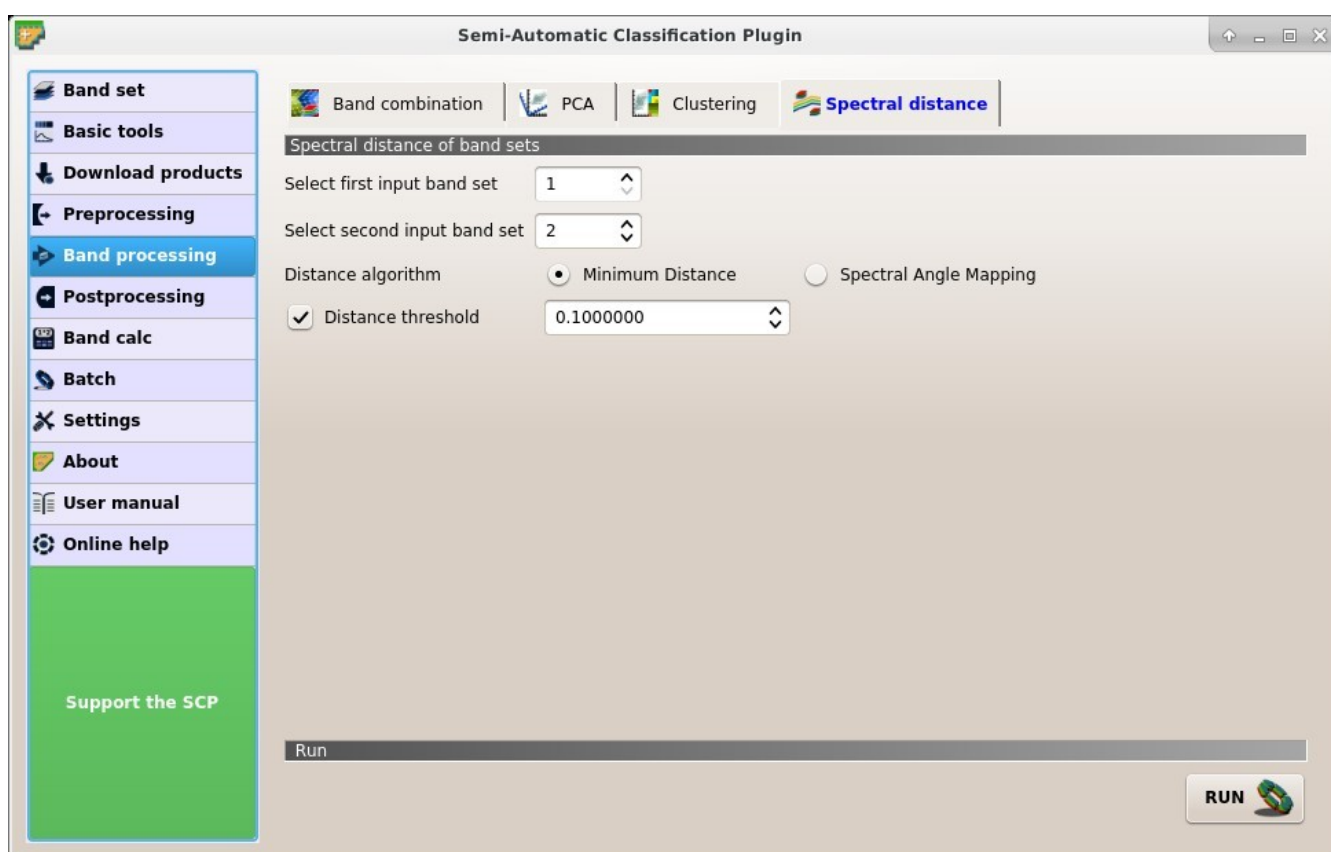 Semi-Automatic Classification Plugin
Band set
Basic tools
Download products
Preprocessing
Band processing
Postprocessing
Band calc
Batch
Settings
About
User manual
Online help
Support the SCP
Band combination
PCA
Clustering
Spectral distance
Spectral distance of band sets
Select first input band set 1
Select second input band set 2
Distance algorithm Minimum Distance Spectral Angle Mapping
Distance threshold 0.1000000
Run
RUN